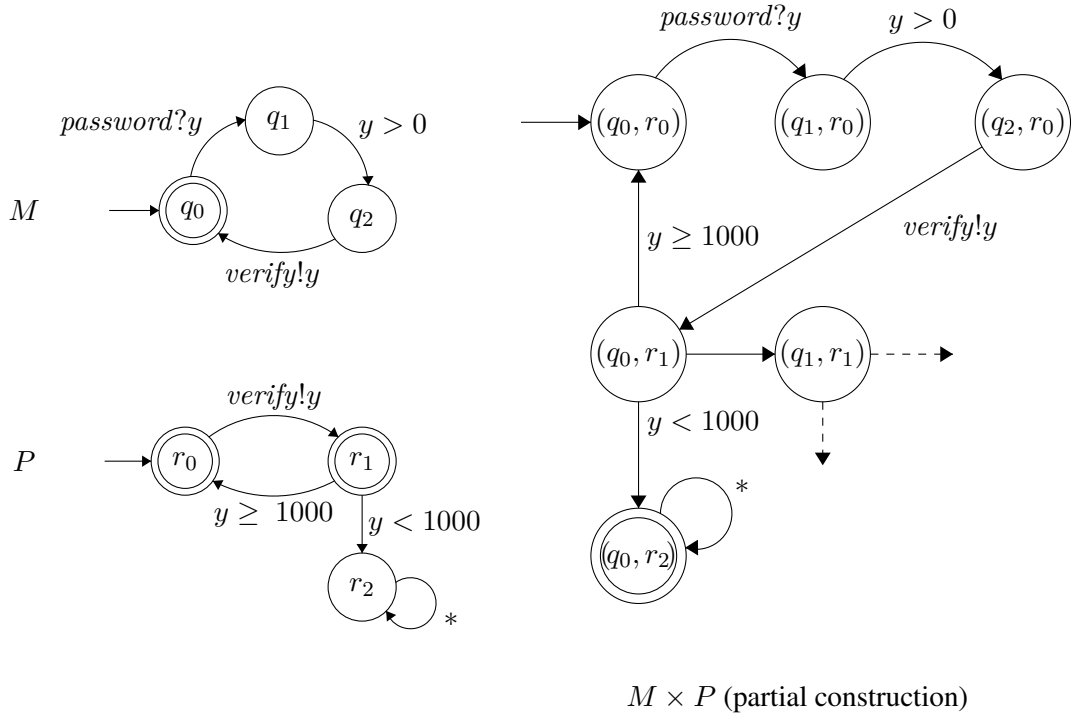 M
password?y
q₁
y > 0
q₀
q₂
verify!y
P
verify!y
r₀
r₁
y ≥ 1000
y < 1000
r₂
*
password?y
y > 0
(q₀, r₀)
(q₁, r₀)
(q₂, r₀)
y ≥ 1000
verify!y
(q₀, r₁)
(q₁, r₁)
y < 1000
*
(q₀, r₂)
M × P (partial construction)